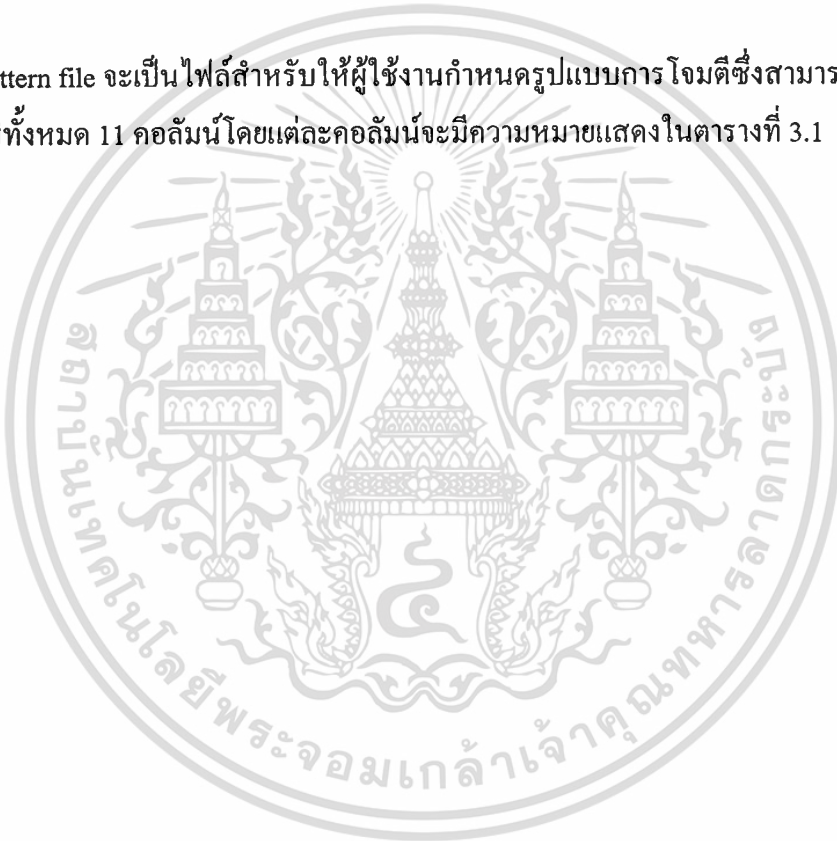 ttern file จะเป็นไฟล์สำหรับให้ผู้ใช้งานกำหนดรูปแบบการโจมตีซึ่งสามาร
ทั้งหมด 11 คอลัมน์โดยแต่ละคอลัมน์จะมีความหมายแสดงในตารางที่ 3.1
สถาบันเทคโนโลยีพระจอมเกล้าเจ้าคุณทหารลาดกระบัง